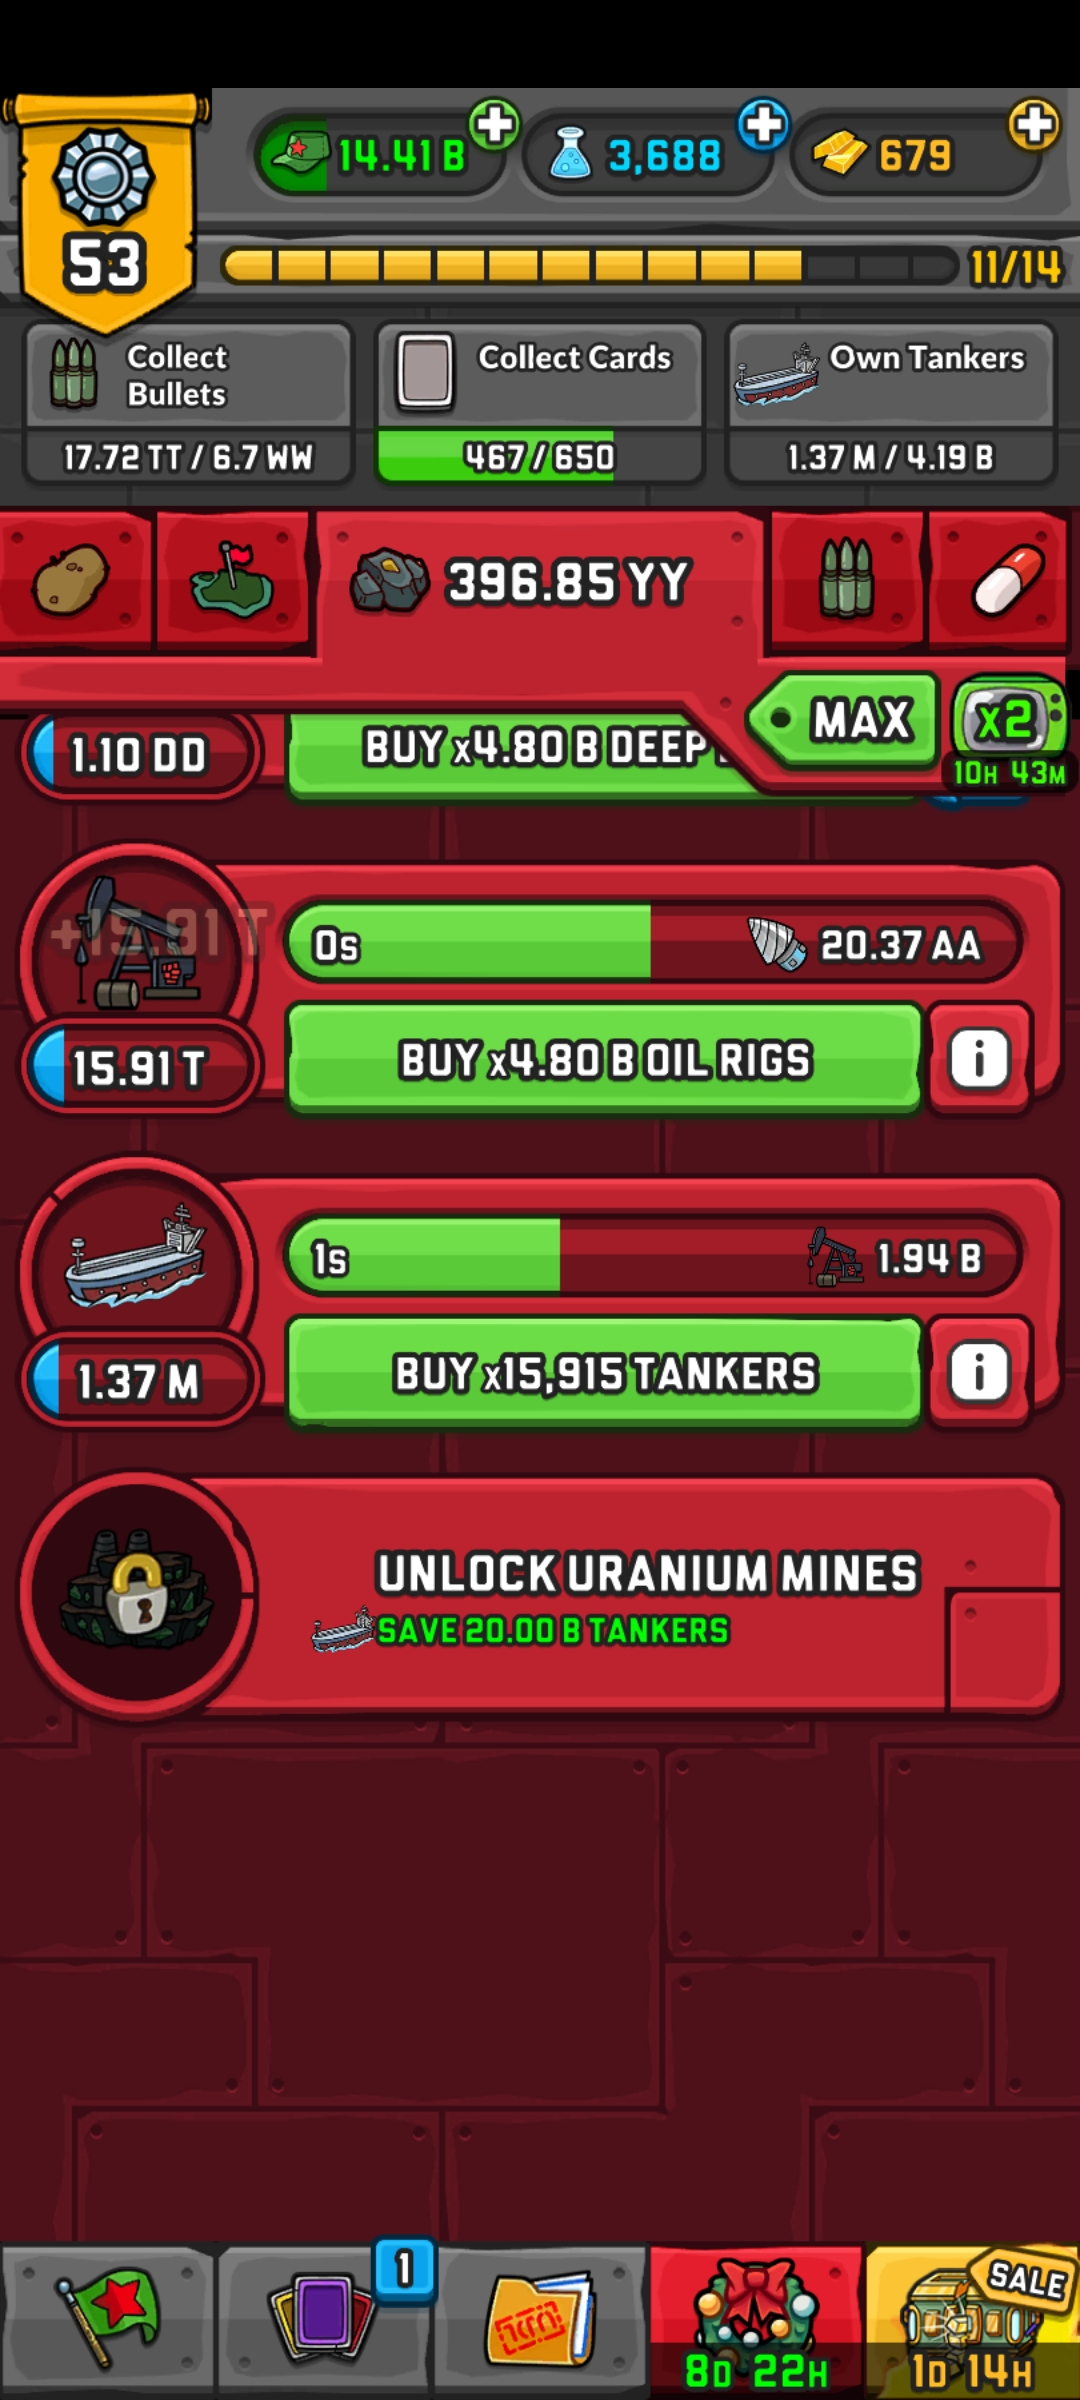 14.41 B
3,688
679
53
11/14
Collect
Bullets
17.72 TT / 6.7 WW
Collect Cards
467 / 650
Own Tankers
1.37 M / 4.19 B
396.85 YY
MAX
x2
10H 43M
1.10 DD
BUY x4.80 B DEEP
+15.91 T
0s
20.37 AA
15.91 T
BUY x4.80 B OIL RIGS
i
1s
1.94 B
1.37 M
BUY x15,915 TANKERS
i
UNLOCK URANIUM MINES
SAVE 20.00 B TANKERS
1
8D 22H
SALE
1D 14H